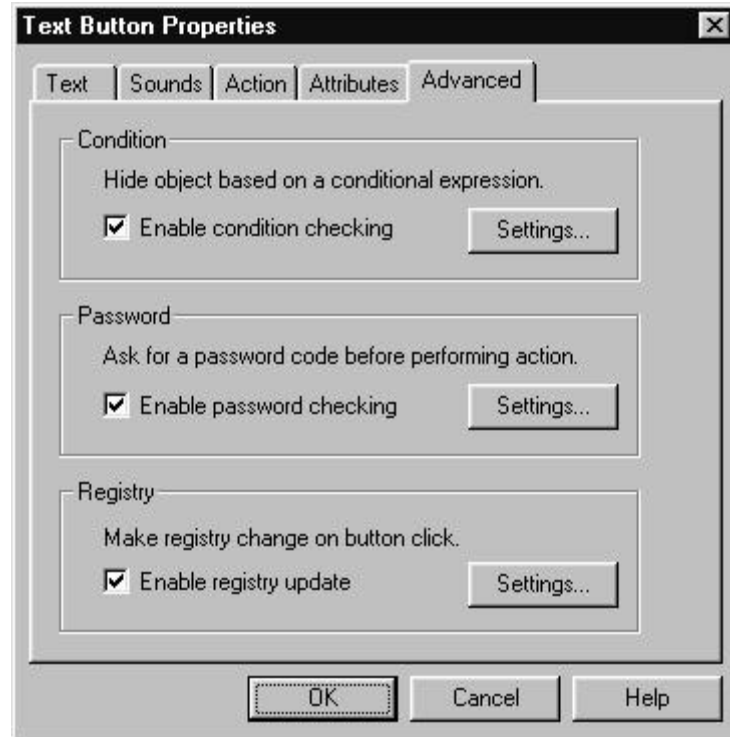 Text Button Properties
Text Sounds Action Attributes Advanced
Condition
Hide object based on a conditional expression.
Enable condition checking Settings...
Password
Ask for a password code before performing action.
Enable password checking Settings...
Registry
Make registry change on button click.
Enable registry update Settings...
OK Cancel Help